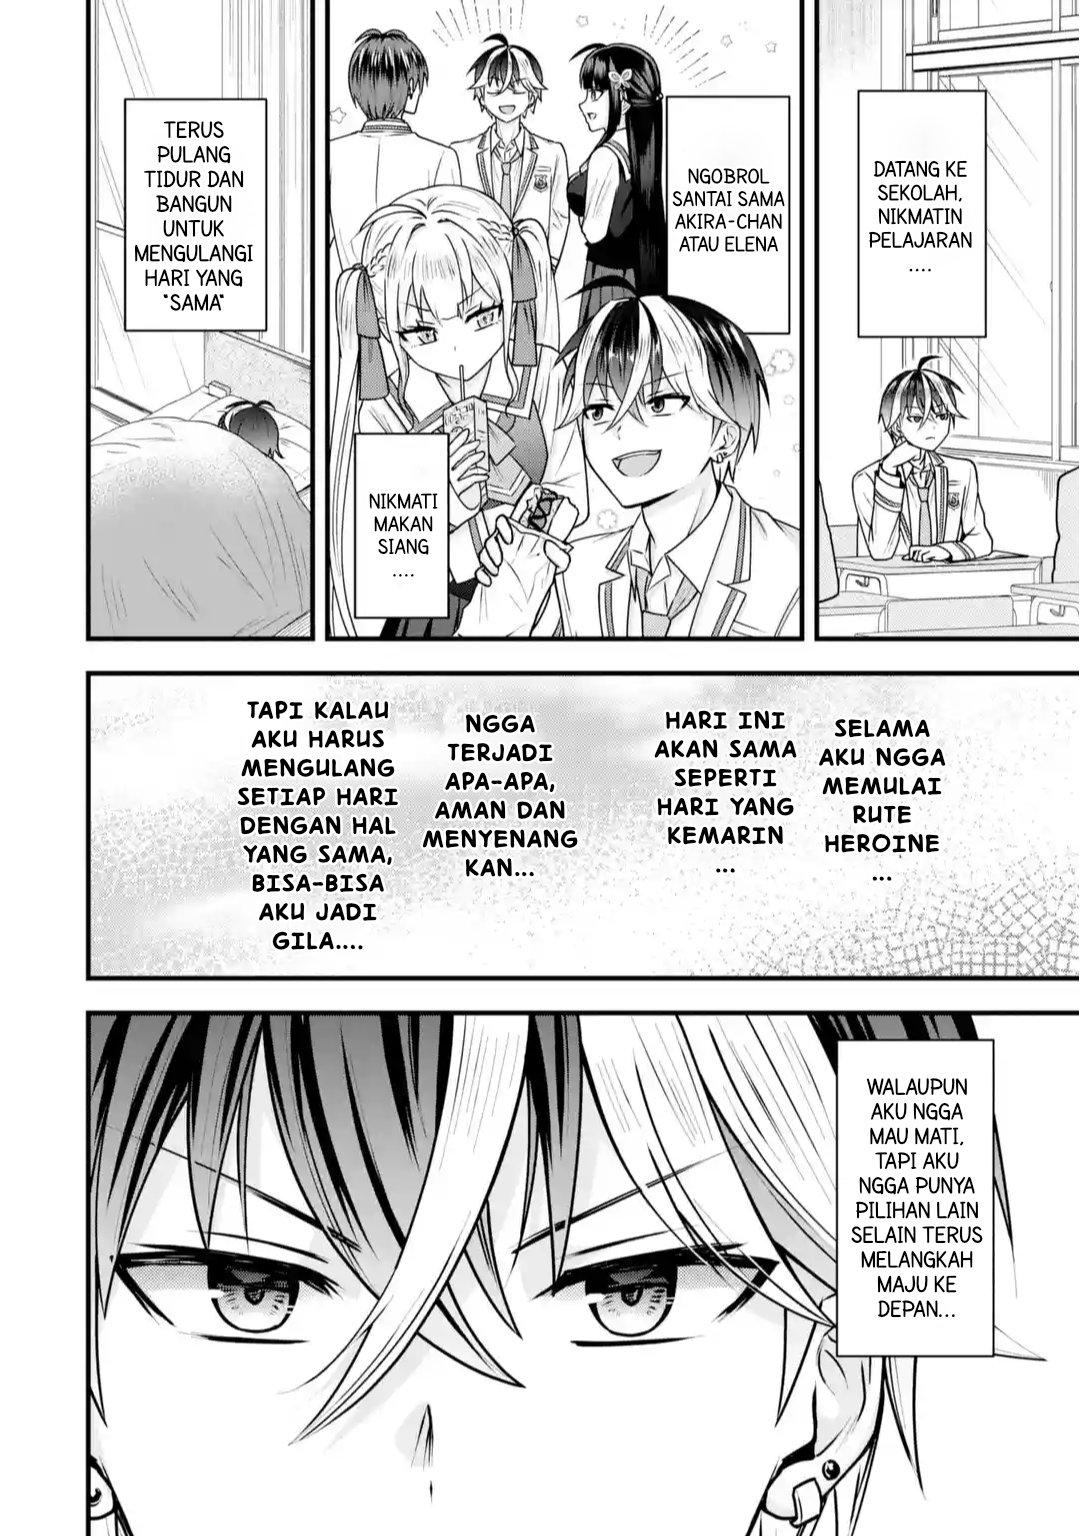 DATANG KE
SEKOLAH,
NIKMATIN
PELAJARAN
....
NGOBROL
SANTAI SAMA
AKIRA-CHAN
ATAU ELENA
NIKMATI
MAKAN
SIANG
....
TERUS
PULANG
TIDUR DAN
BANGUN
UNTUK
MENGULANGI
HARI YANG
"SAMA"
SELAMA
AKU NGGA
MEMULAI
RUTE
HEROINE
...
HARI INI
AKAN SAMA
SEPERTI
HARI YANG
KEMARIN
...
NGGA
TERJADI
APA-APA,
AMAN DAN
MENYENANG
KAN...
TAPI KALAU
AKU HARUS
MENGULANG
SETIAP HARI
DENGAN HAL
YANG SAMA,
BISA-BISA
AKU JADI
GILA....
WALAUPUN
AKU NGGA
MAU MATI,
TAPI AKU
NGGA PUNYA
PILIHAN LAIN
SELAIN TERUS
MELANGKAH
MAJU KE
DEPAN...